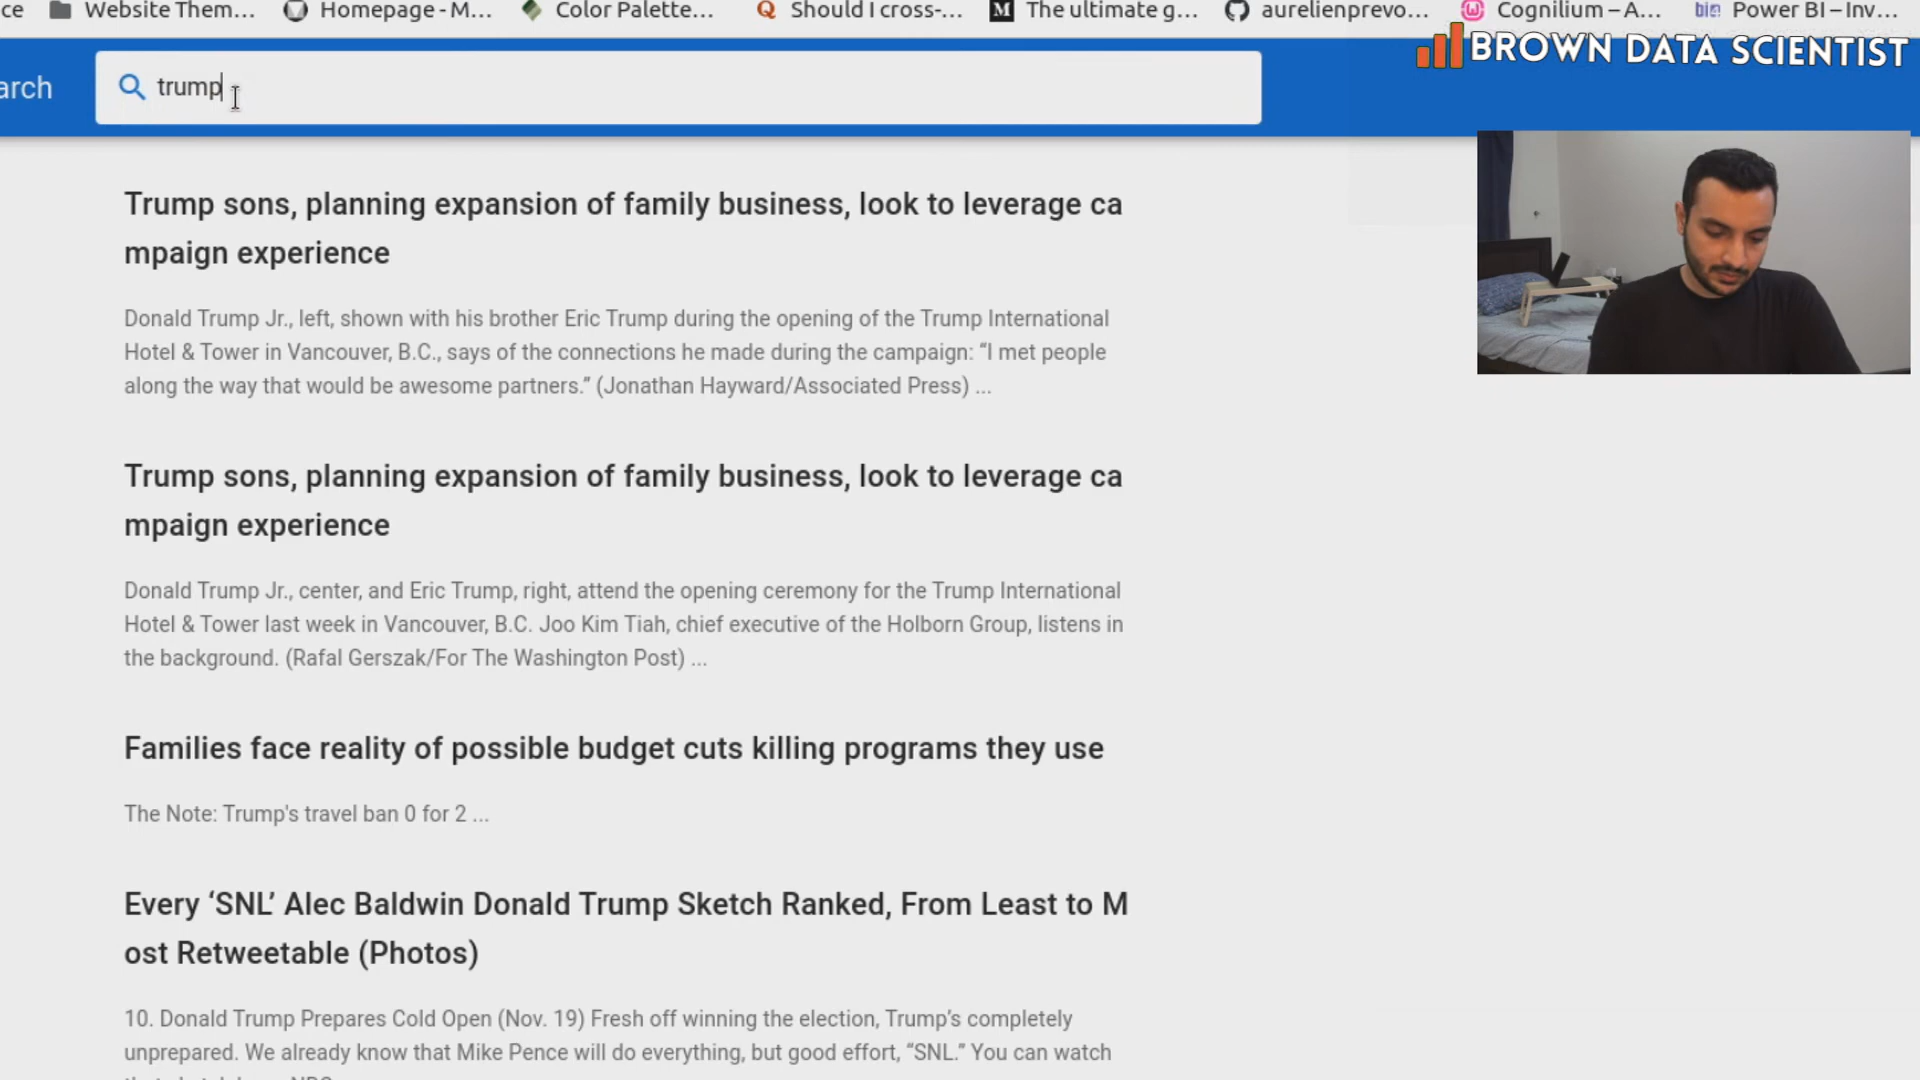 ce
Website Them...
Homepage - M...
Color Palette...
Should I cross-...
The ultimate g...
aurelienprevo...
Cognilium – A...
Power BI – Inv...
BROWN DATA SCIENTIST
arch
trump
Trump sons, planning expansion of family business, look to leverage ca
mpaign experience
Donald Trump Jr., left, shown with his brother Eric Trump during the opening of the Trump International
Hotel & Tower in Vancouver, B.C., says of the connections he made during the campaign: “I met people
along the way that would be awesome partners.” (Jonathan Hayward/Associated Press) ...
Trump sons, planning expansion of family business, look to leverage ca
mpaign experience
Donald Trump Jr., center, and Eric Trump, right, attend the opening ceremony for the Trump International
Hotel & Tower last week in Vancouver, B.C. Joo Kim Tiah, chief executive of the Holborn Group, listens in
the background. (Rafal Gerszak/For The Washington Post) ...
Families face reality of possible budget cuts killing programs they use
The Note: Trump's travel ban 0 for 2 ...
Every ‘SNL’ Alec Baldwin Donald Trump Sketch Ranked, From Least to M
ost Retweetable (Photos)
10. Donald Trump Prepares Cold Open (Nov. 19) Fresh off winning the election, Trump’s completely
unprepared. We already know that Mike Pence will do everything, but good effort, “SNL.” You can watch